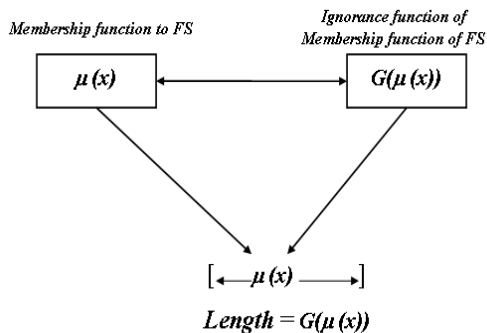 Membership function to FS
Ignorance function of
Membership function of FS
μ(x)
G(μ(x))
[ μ(x) ]
Length = G(μ(x))